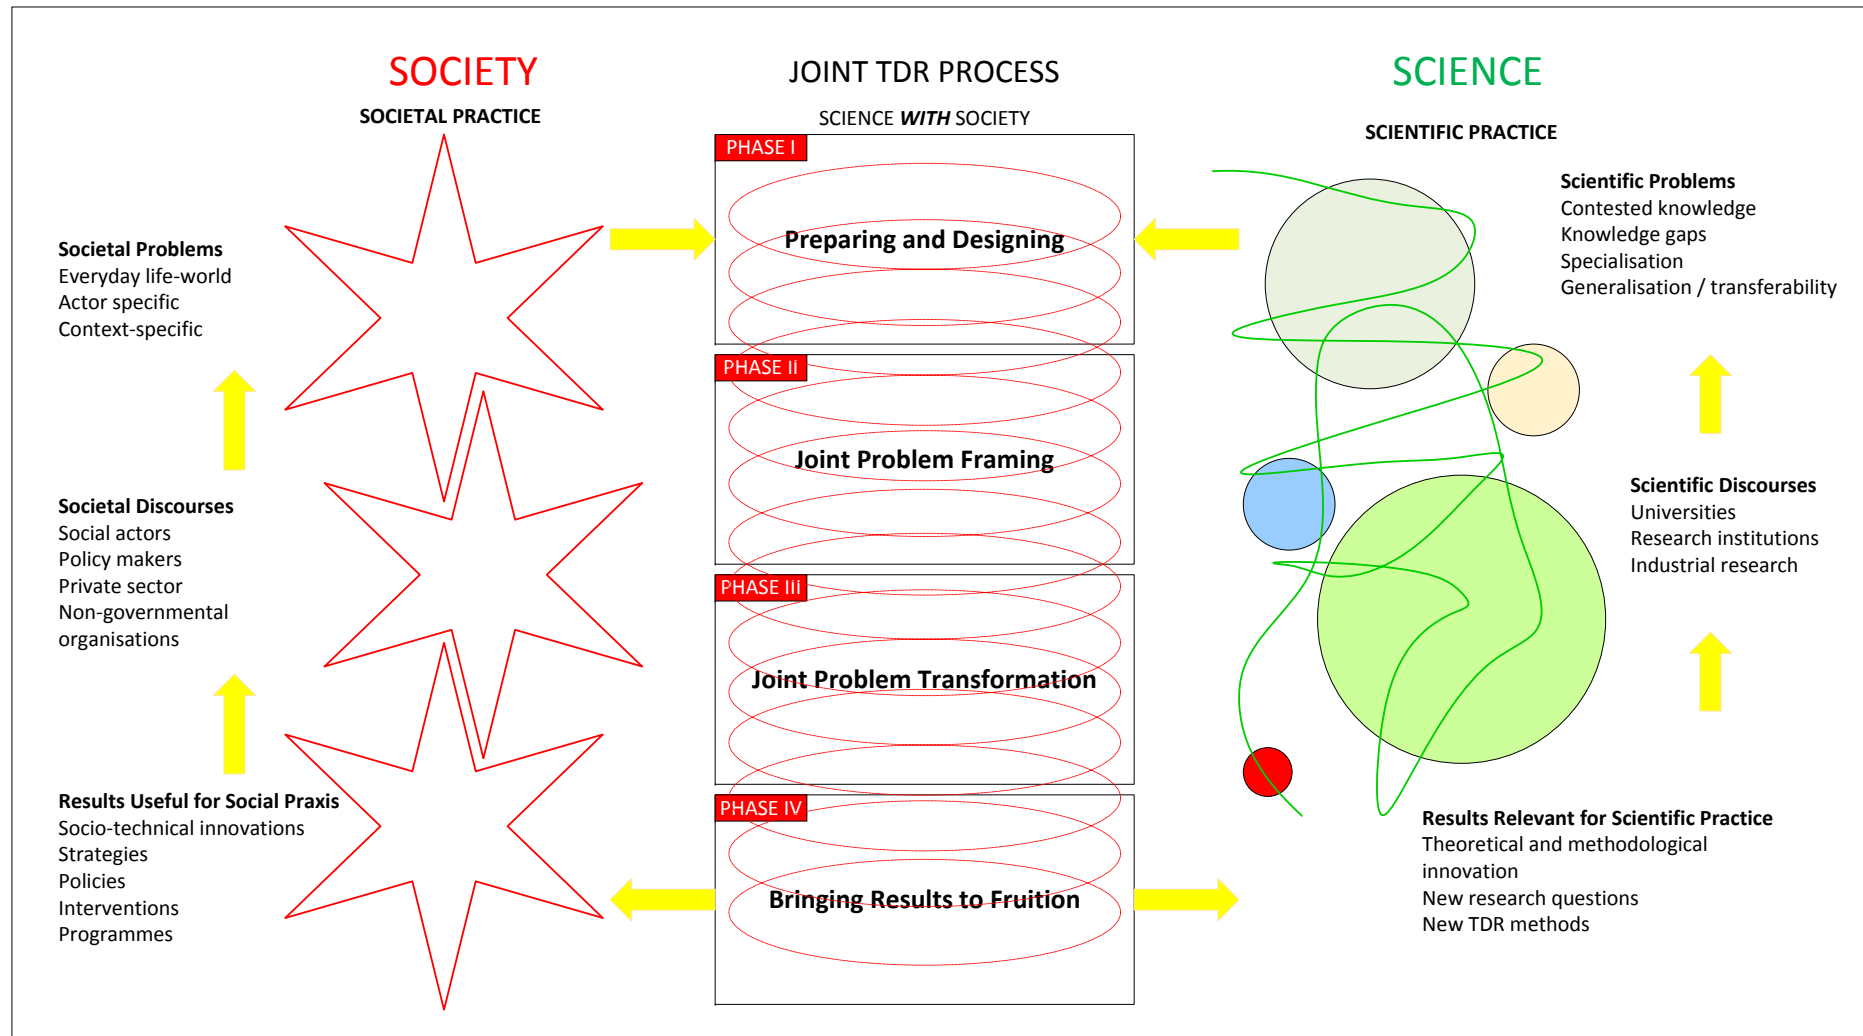 SOCIETY
SOCIETAL PRACTICE
Societal Problems
Everyday life-world
Actor specific
Context-specific
Societal Discourses
Social actors
Policy makers
Private sector
Non-governmental
organisations
Results Useful for Social Praxis
Socio-technical innovations
Strategies
Policies
Interventions
Programmes
JOINT TDR PROCESS
SCIENCE WITH SOCIETY
PHASE I
Preparing and Designing
PHASE Ii
Joint Problem Framing
PHASE Iii
Joint Problem Transformation
PHASE IV
Bringing Results to Fruition
SCIENCE
SCIENTIFIC PRACTICE
Scientific Problems
Contested knowledge
Knowledge gaps
Specialisation
Generalisation / transferability
Scientific Discourses
Universities
Research institutions
Industrial research
Results Relevant for Scientific Practice
Theoretical and methodological
innovation
New research questions
New TDR methods